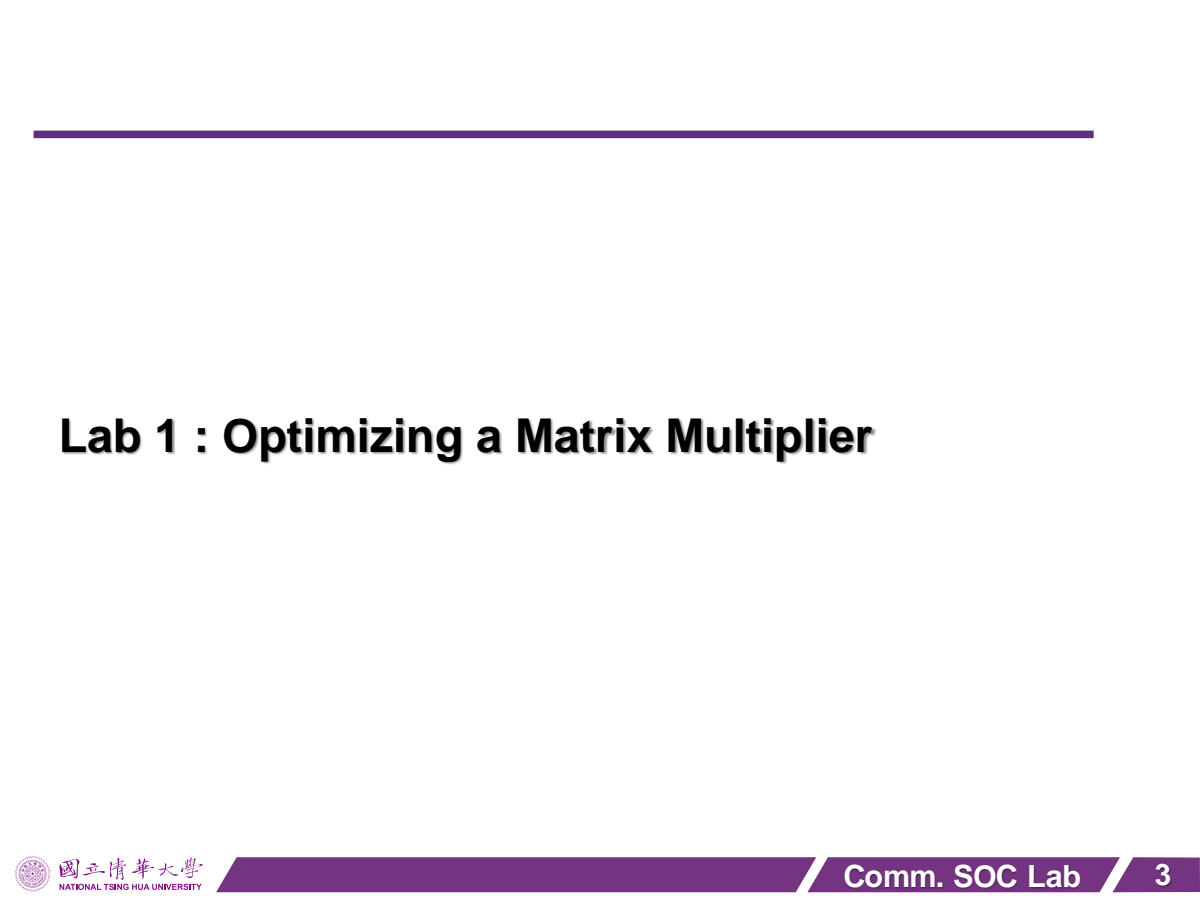 Lab 1 : Optimizing a Matrix Multiplier
國立清華大學
NATIONAL TSING HUA UNIVERSITY
Comm. SOC Lab
3